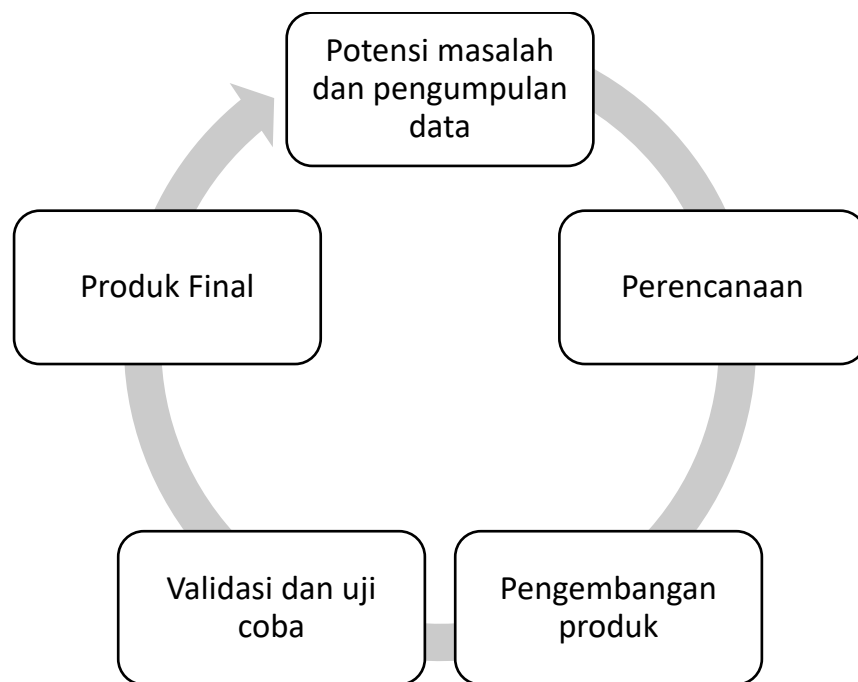 Potensi masalah
dan pengumpulan
data
Perencanaan
Pengembangan
produk
Validasi dan uji
coba
Produk Final